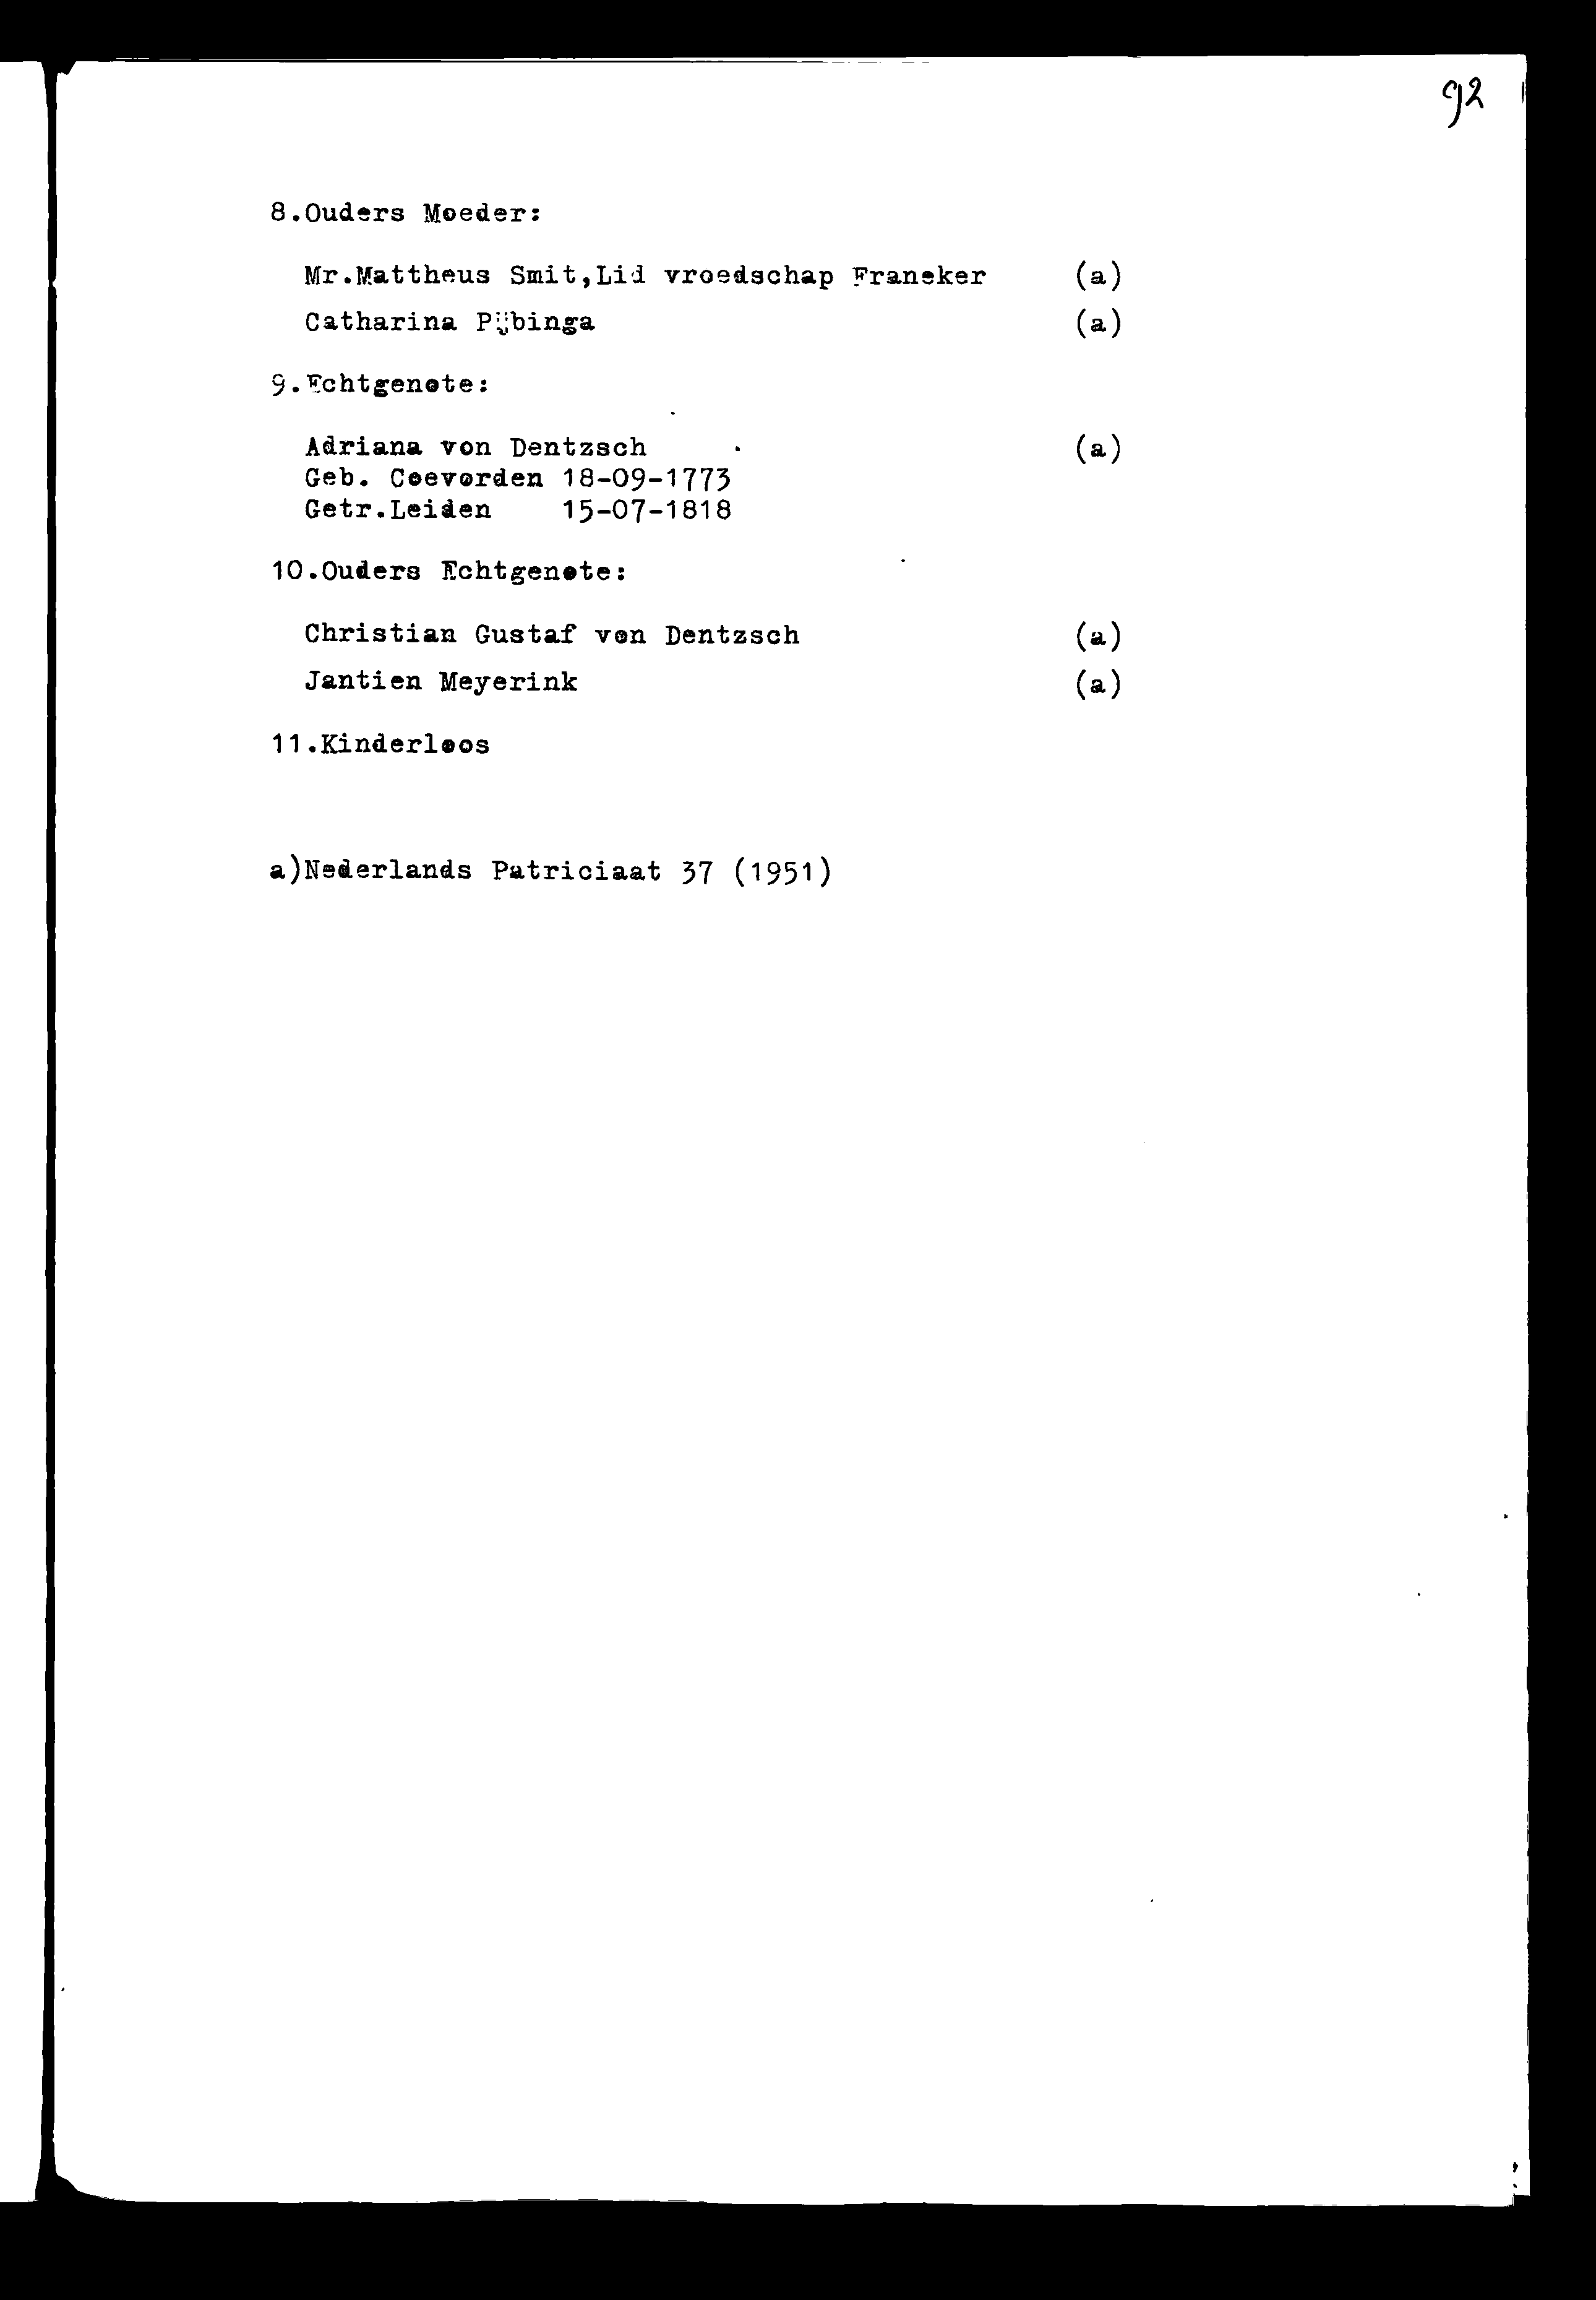 92
8.Ouders Moeder:
Mr.Mattheus Smit,Lid vroedschap Franeker (a)
Catharina Pÿbinga (a)
9.Echtgenote:
Adriana von Dentzsch (a)
Geb. Coevorden 18-09-1773
Getr.Leiden 15-07-1818
10.Ouders Echtgenote:
Christian Gustaf von Dentzsch (a)
Jantien Meyerink (a)
11.Kinderloos
a)Nederlands Patriciaat 37 (1951)